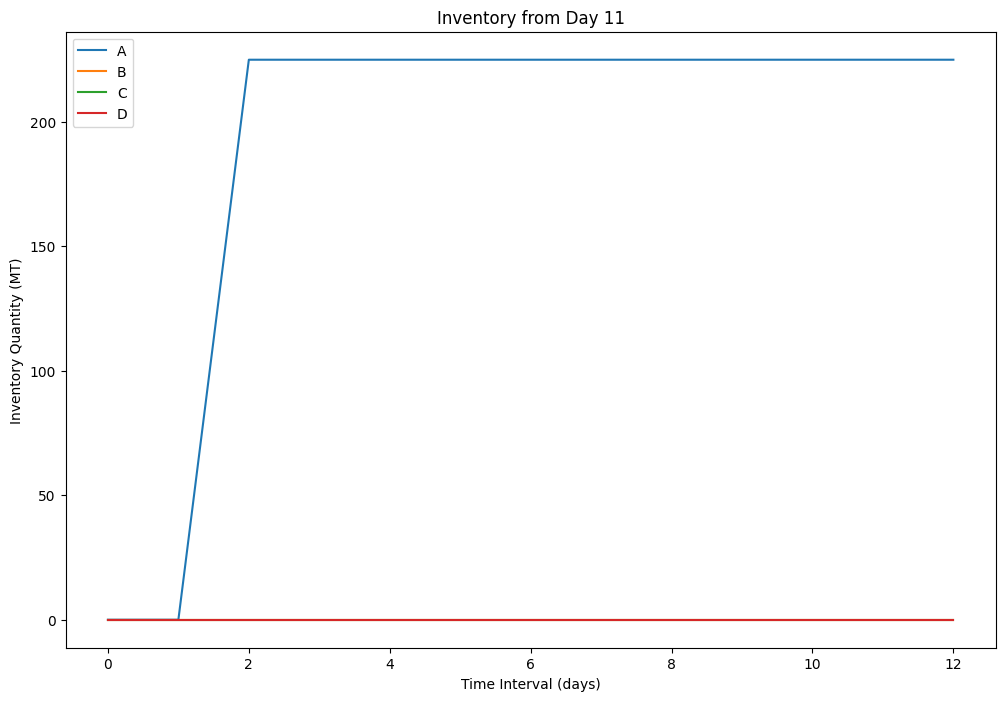 Inventory from Day 11
A
B
C
D
Inventory Quantity (MT)
200
150
100
50
0
0 2 4 6 8 10 12
Time Interval (days)